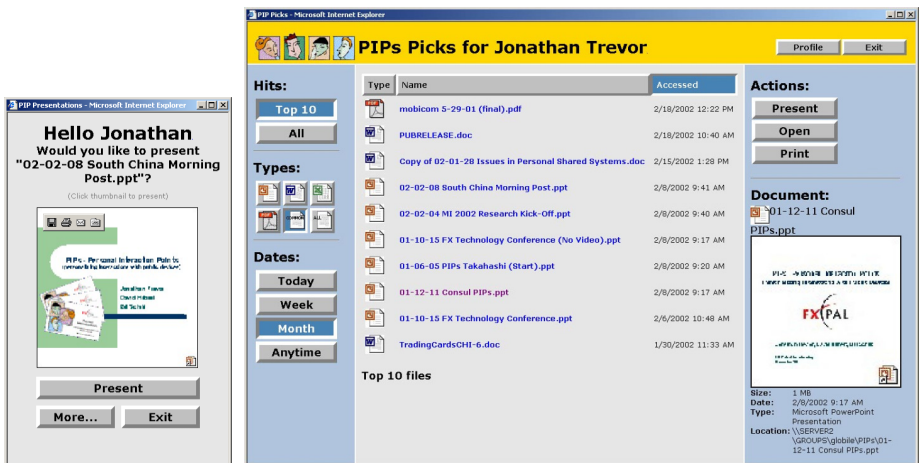 PIP Presentations - Microsoft Internet Explorer
Hello Jonathan
Would you like to present
"02-02-08 South China Morning
Post.ppt"?
(Click thumbnail to present)
PIPs - Personal Interaction Points
Jonathan Trevor
Present
More...
Exit
PIP Picks - Microsoft Internet Explorer
PIPs Picks for Jonathan Trevor
Profile
Exit
Hits:
Top 10
All
Types:
Dates:
Today
Week
Month
Anytime
Type Name Accessed
mobicom 5-29-01 (final).pdf 2/18/2002 12:22 PM
PUBRELEASE.doc 2/18/2002 10:40 AM
Copy of 02-01-28 Issues in Personal Shared Systems.doc 2/15/2002 1:28 PM
02-02-08 South China Morning Post.ppt 2/8/2002 9:41 AM
02-02-04 MI 2002 Research Kick-Off.ppt 2/8/2002 9:40 AM
01-10-15 FX Technology Conference (No Video).ppt 2/8/2002 9:17 AM
01-06-05 PIPs Takahashi (Start).ppt 2/8/2002 9:20 AM
01-12-11 Consul PIPs.ppt 2/8/2002 9:17 AM
01-10-15 FX Technology Conference.ppt 2/6/2002 10:48 AM
TradingCardsCHI-6.doc 1/30/2002 11:33 AM
Top 10 files
Actions:
Present
Open
Print
Document:
01-12-11 Consul
PIPs.ppt
FXPAL
Size: 1 MB
Date: 2/8/2002 9:17 AM
Type: Microsoft PowerPoint
Presentation
Location: \\SERVER2
\GROUPS\globile\PIPs\01-
12-11 Consul PIPs.ppt